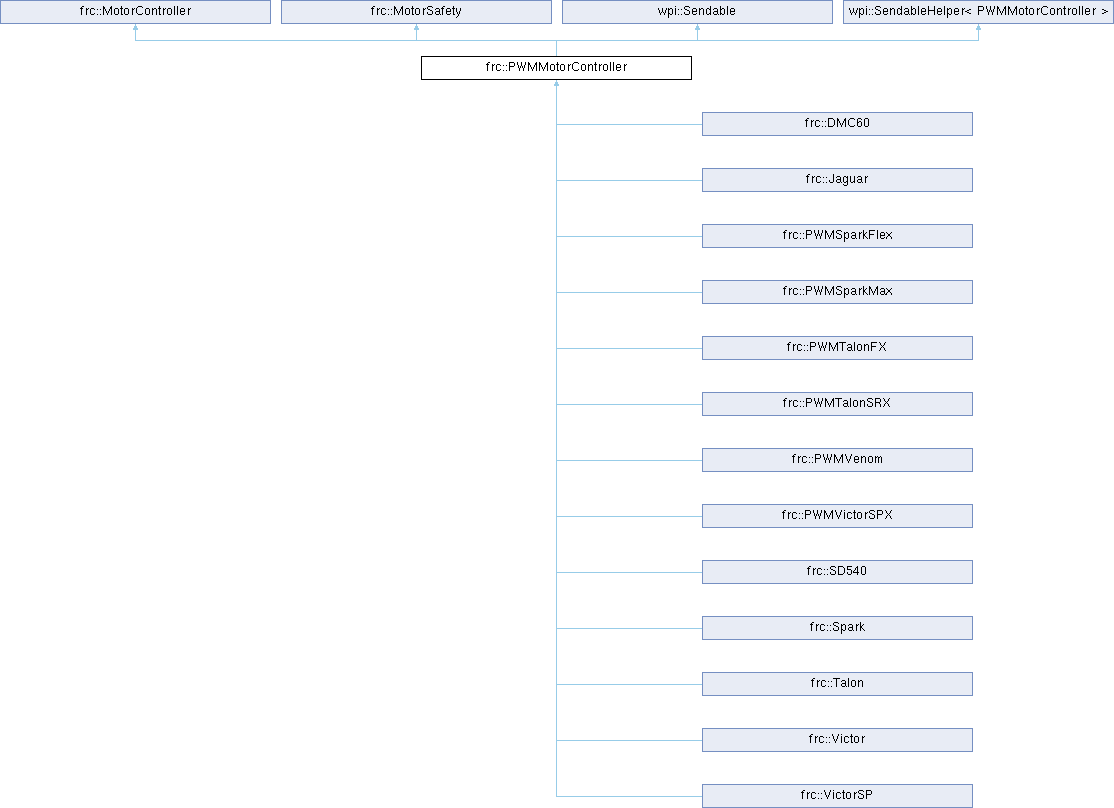 frc::MotorController
frc::MotorSafety
wpi::Sendable
wpi::SendableHelper< PWMMotorController >
frc::PWMMotorController
frc::DMC60
frc::Jaguar
frc::PWMSparkFlex
frc::PWMSparkMax
frc::PWMTalonFX
frc::PWMTalonSRX
frc::PWMVenom
frc::PWMVictorSPX
frc::SD540
frc::Spark
frc::Talon
frc::Victor
frc::VictorSP